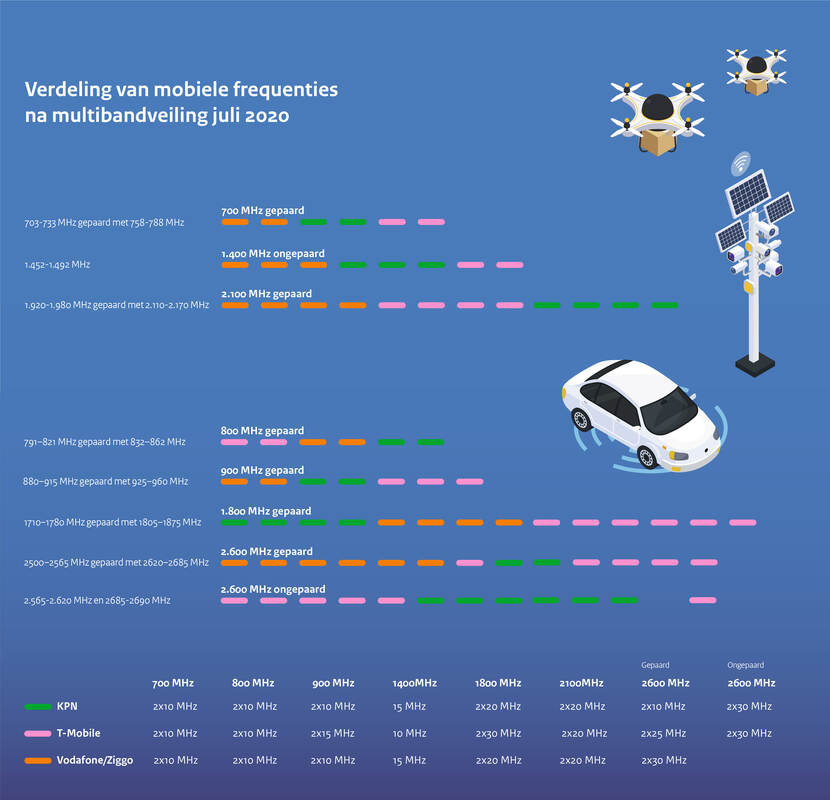 Verdeling van mobiele frequenties
na multibandveiling juli 2020
700 MHz gepaard
703-733 MHz gepaard met 758-788 MHz
1.400 MHz ongepaard
1.452-1.492 MHz
2.100 MHz gepaard
1.920-1.980 MHz gepaard met 2.110-2.170 MHz
800 MHz gepaard
791–821 MHz gepaard met 832–862 MHz
900 MHz gepaard
880–915 MHz gepaard met 925–960 MHz
1.800 MHz gepaard
1710–1780 MHz gepaart met 1805–1875 MHz
2.600 MHz gepaard
2500–2565 MHz gepaard met 2620–2685 MHz
2.600 MHz ongepaard
2.565-2.620 MHz en 2685-2690 MHz
Gepaard Ongepaard
700 MHz 800 MHz 900 MHz 1400MHz 1800 MHz 2100MHz 2600 MHz 2600 MHz
KPN 2x10 MHz 2x10 MHz 2x10 MHz 15 MHz 2x20 MHz 2x20 MHz 2x10 MHz 2x30 MHz
T-Mobile 2x10 MHz 2x10 MHz 2x15 MHz 10 MHz 2x30 MHz 2x20 MHz 2x25 MHz 2x30 MHz
Vodafone/Ziggo 2x10 MHz 2x10 MHz 2x10 MHz 15 MHz 2x20 MHz 2x20 MHz 2x30 MHz